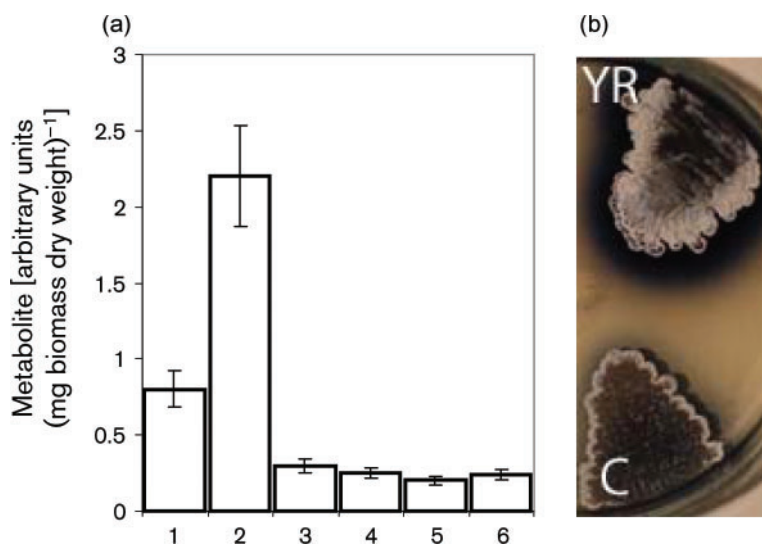 (a)
(b)
Metabolite [arbitrary units
(mg biomass dry weight)⁻¹]
3
2.5
2
1.5
1
0.5
0
1 2 3 4 5 6
YR
C